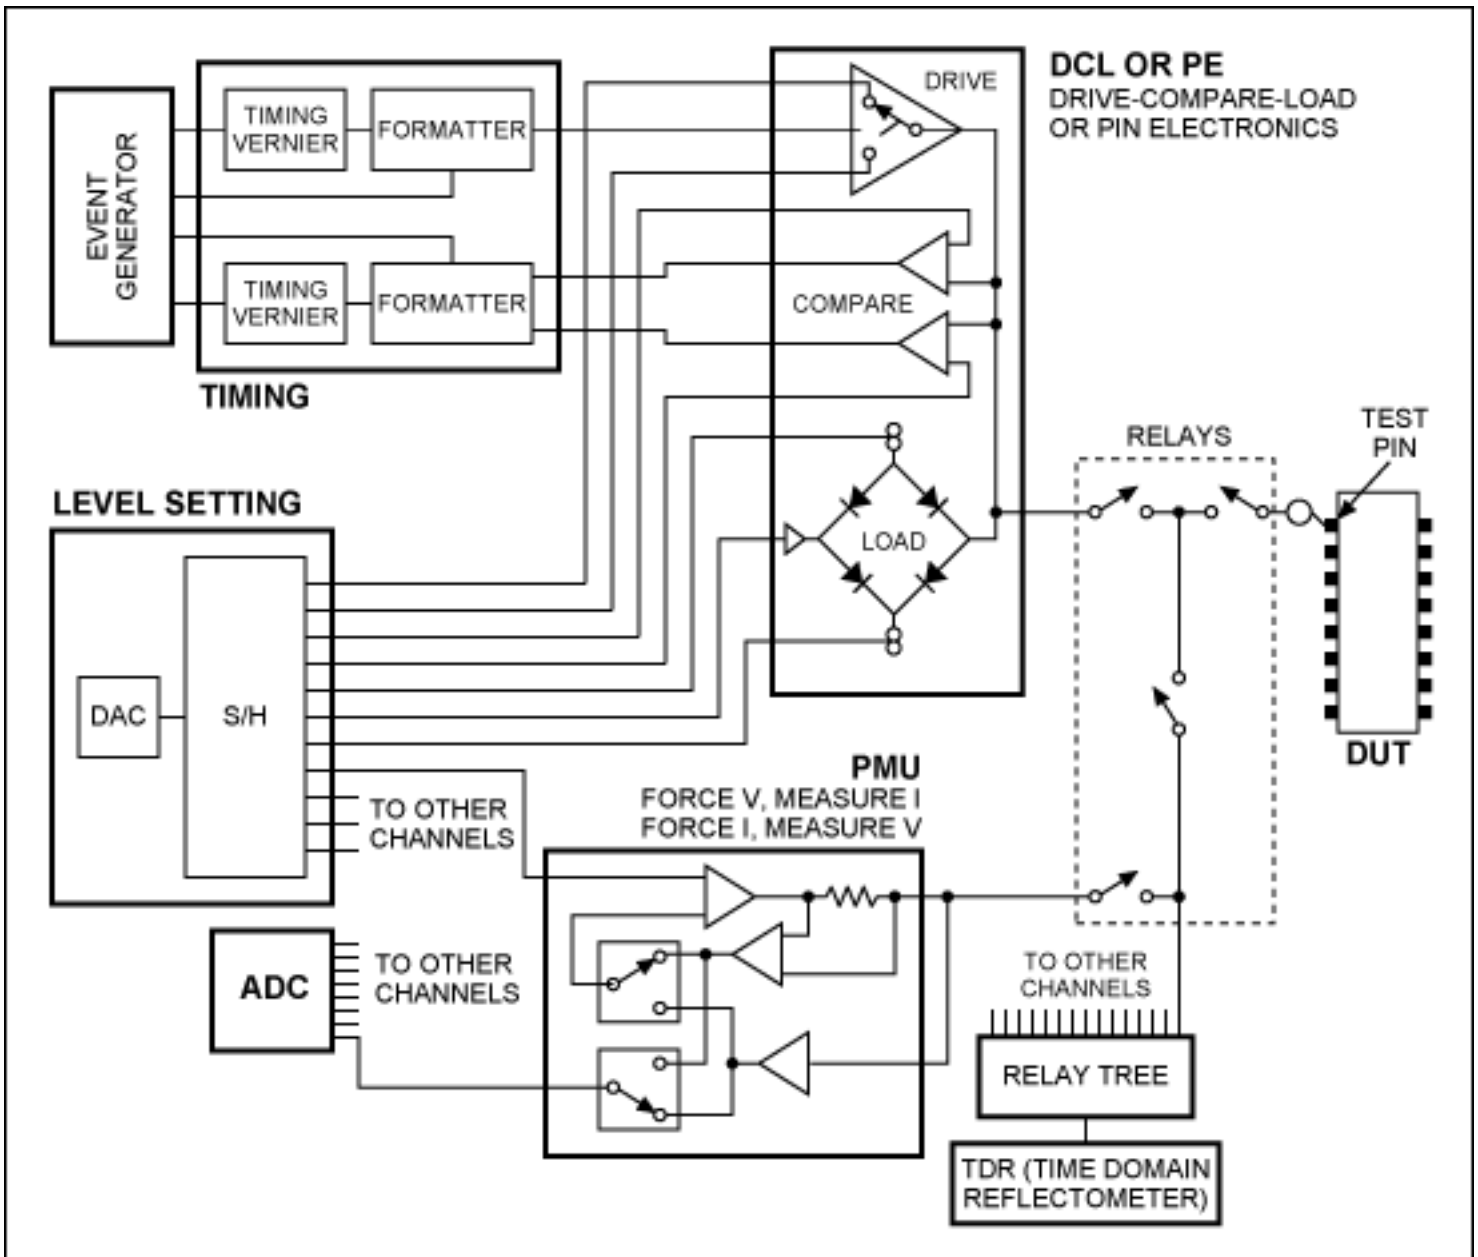 DCL OR PE
DRIVE-COMPARE-LOAD
OR PIN ELECTRONICS
DRIVE
TIMING
VERNIER
FORMATTER
EVENT
GENERATOR
TIMING
VERNIER
FORMATTER
COMPARE
TIMING
TEST
PIN
RELAYS
LEVEL SETTING
LOAD
DAC
S/H
DUT
PMU
FORCE V, MEASURE I
FORCE I, MEASURE V
TO OTHER
CHANNELS
ADC
TO OTHER
CHANNELS
TO OTHER
CHANNELS
RELAY TREE
TDR (TIME DOMAIN
REFLECTOMETER)